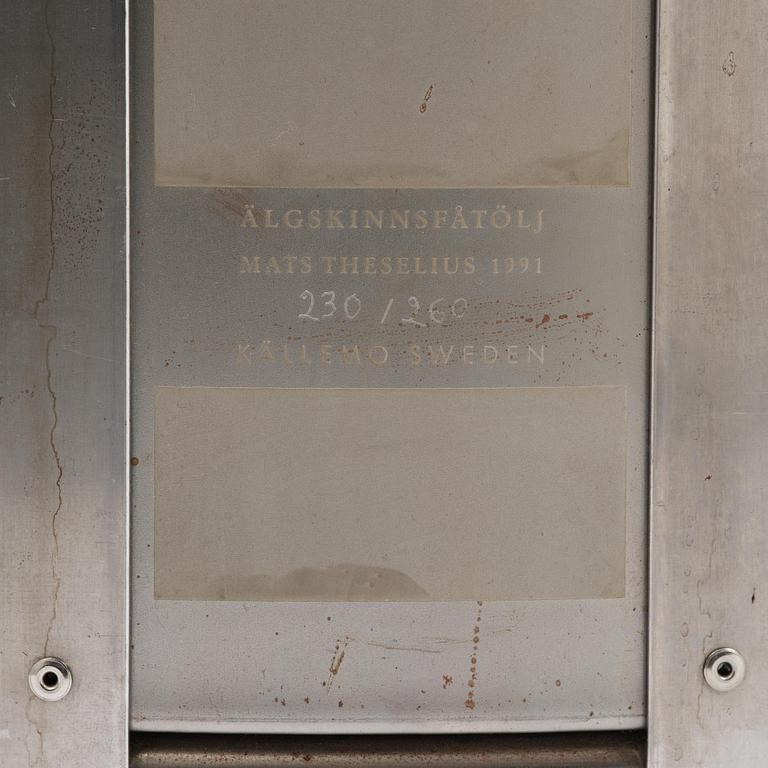 ÄLGSKINNSFÅTÖLJ
MATS THESELIUS 1991
230 / 260
KÄLLEMO SWEDEN